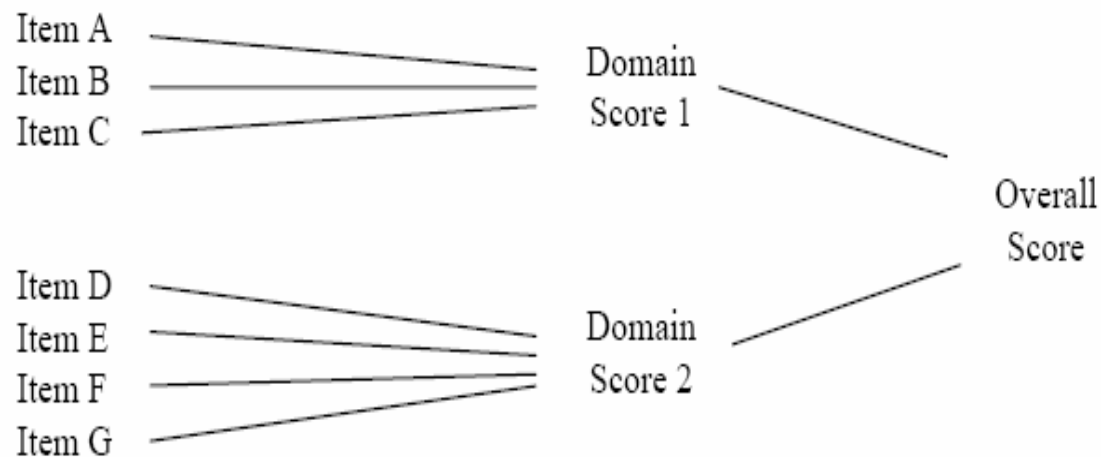 Item A
Item B
Item C
Domain
Score 1
Overall
Score
Item D
Item E
Item F
Item G
Domain
Score 2